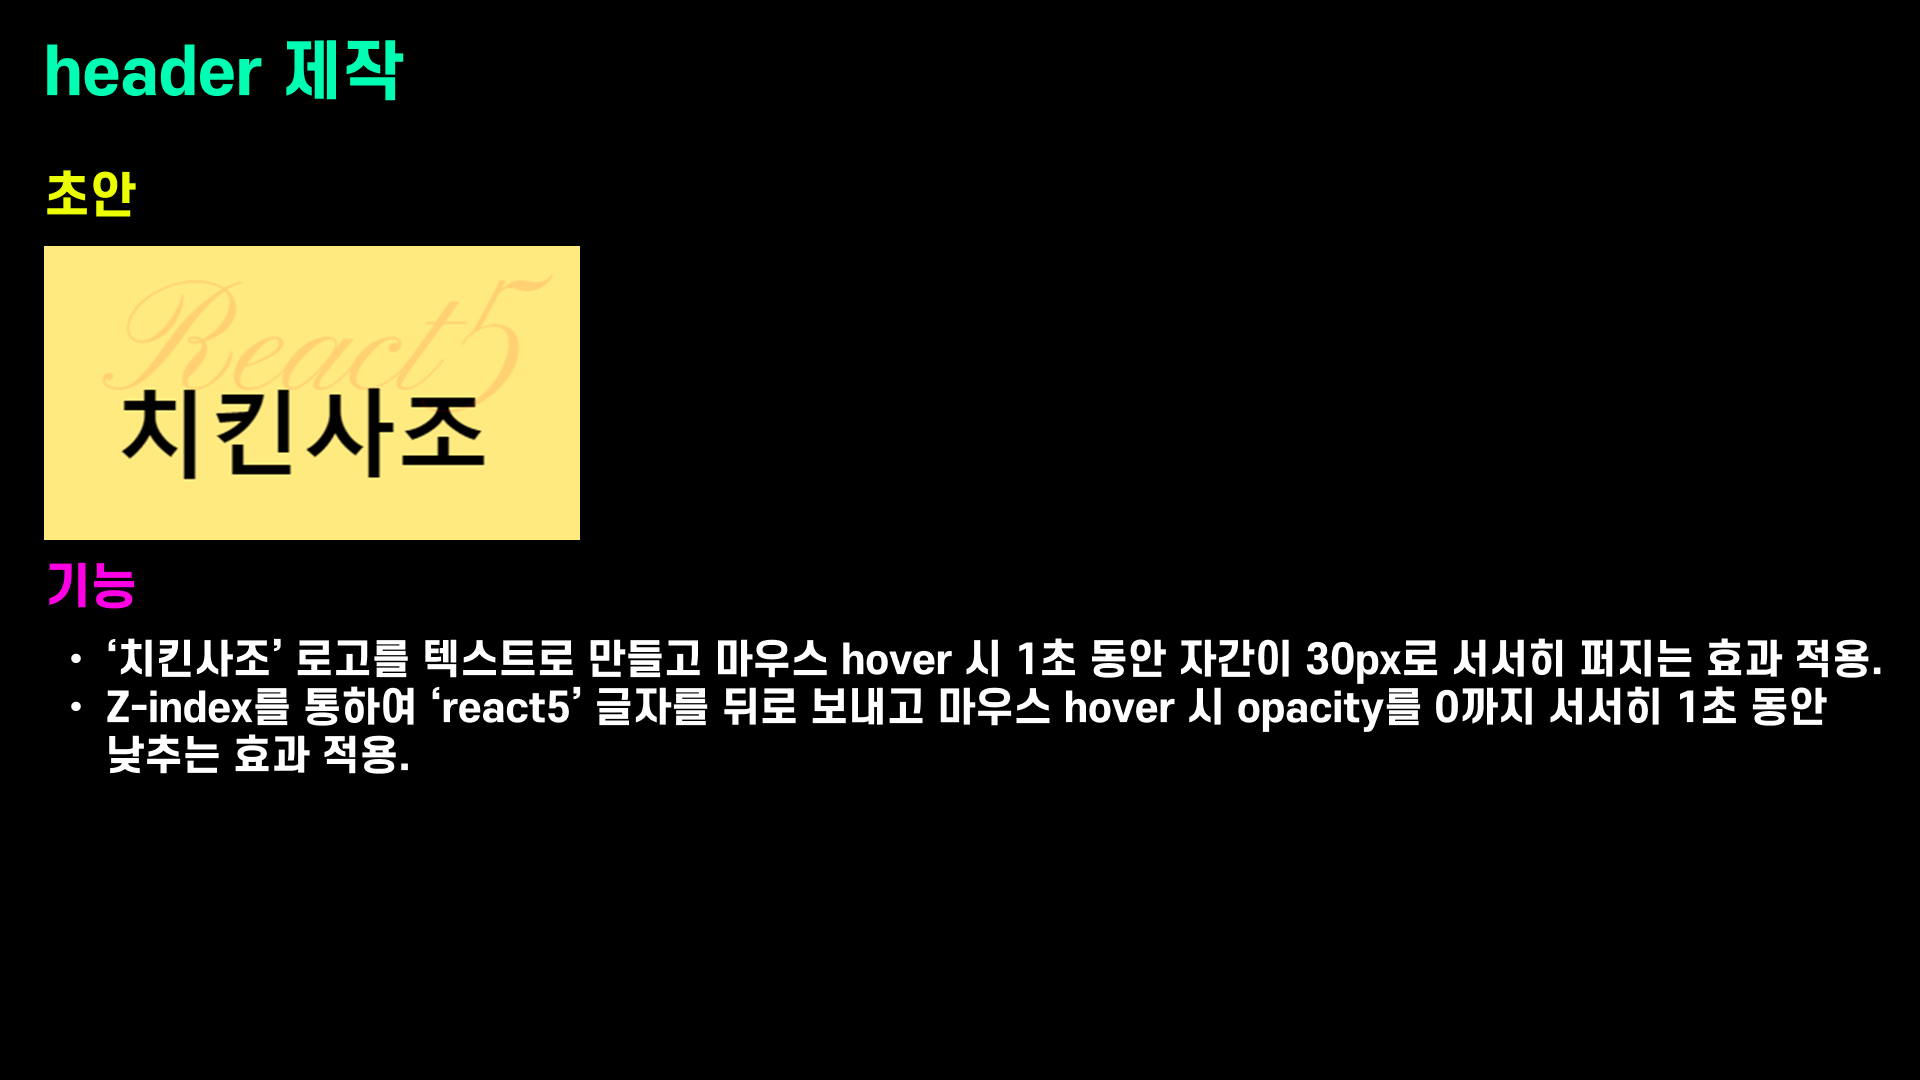 header 제작
초안
React5
치킨사조
기능
• ‘치킨사조’ 로고를 텍스트로 만들고 마우스 hover 시 1초 동안 자간이 30px로 서서히 퍼지는 효과 적용.
• Z-index를 통하여 ‘react5’ 글자를 뒤로 보내고 마우스 hover 시 opacity를 0까지 서서히 1초 동안
낮추는 효과 적용.